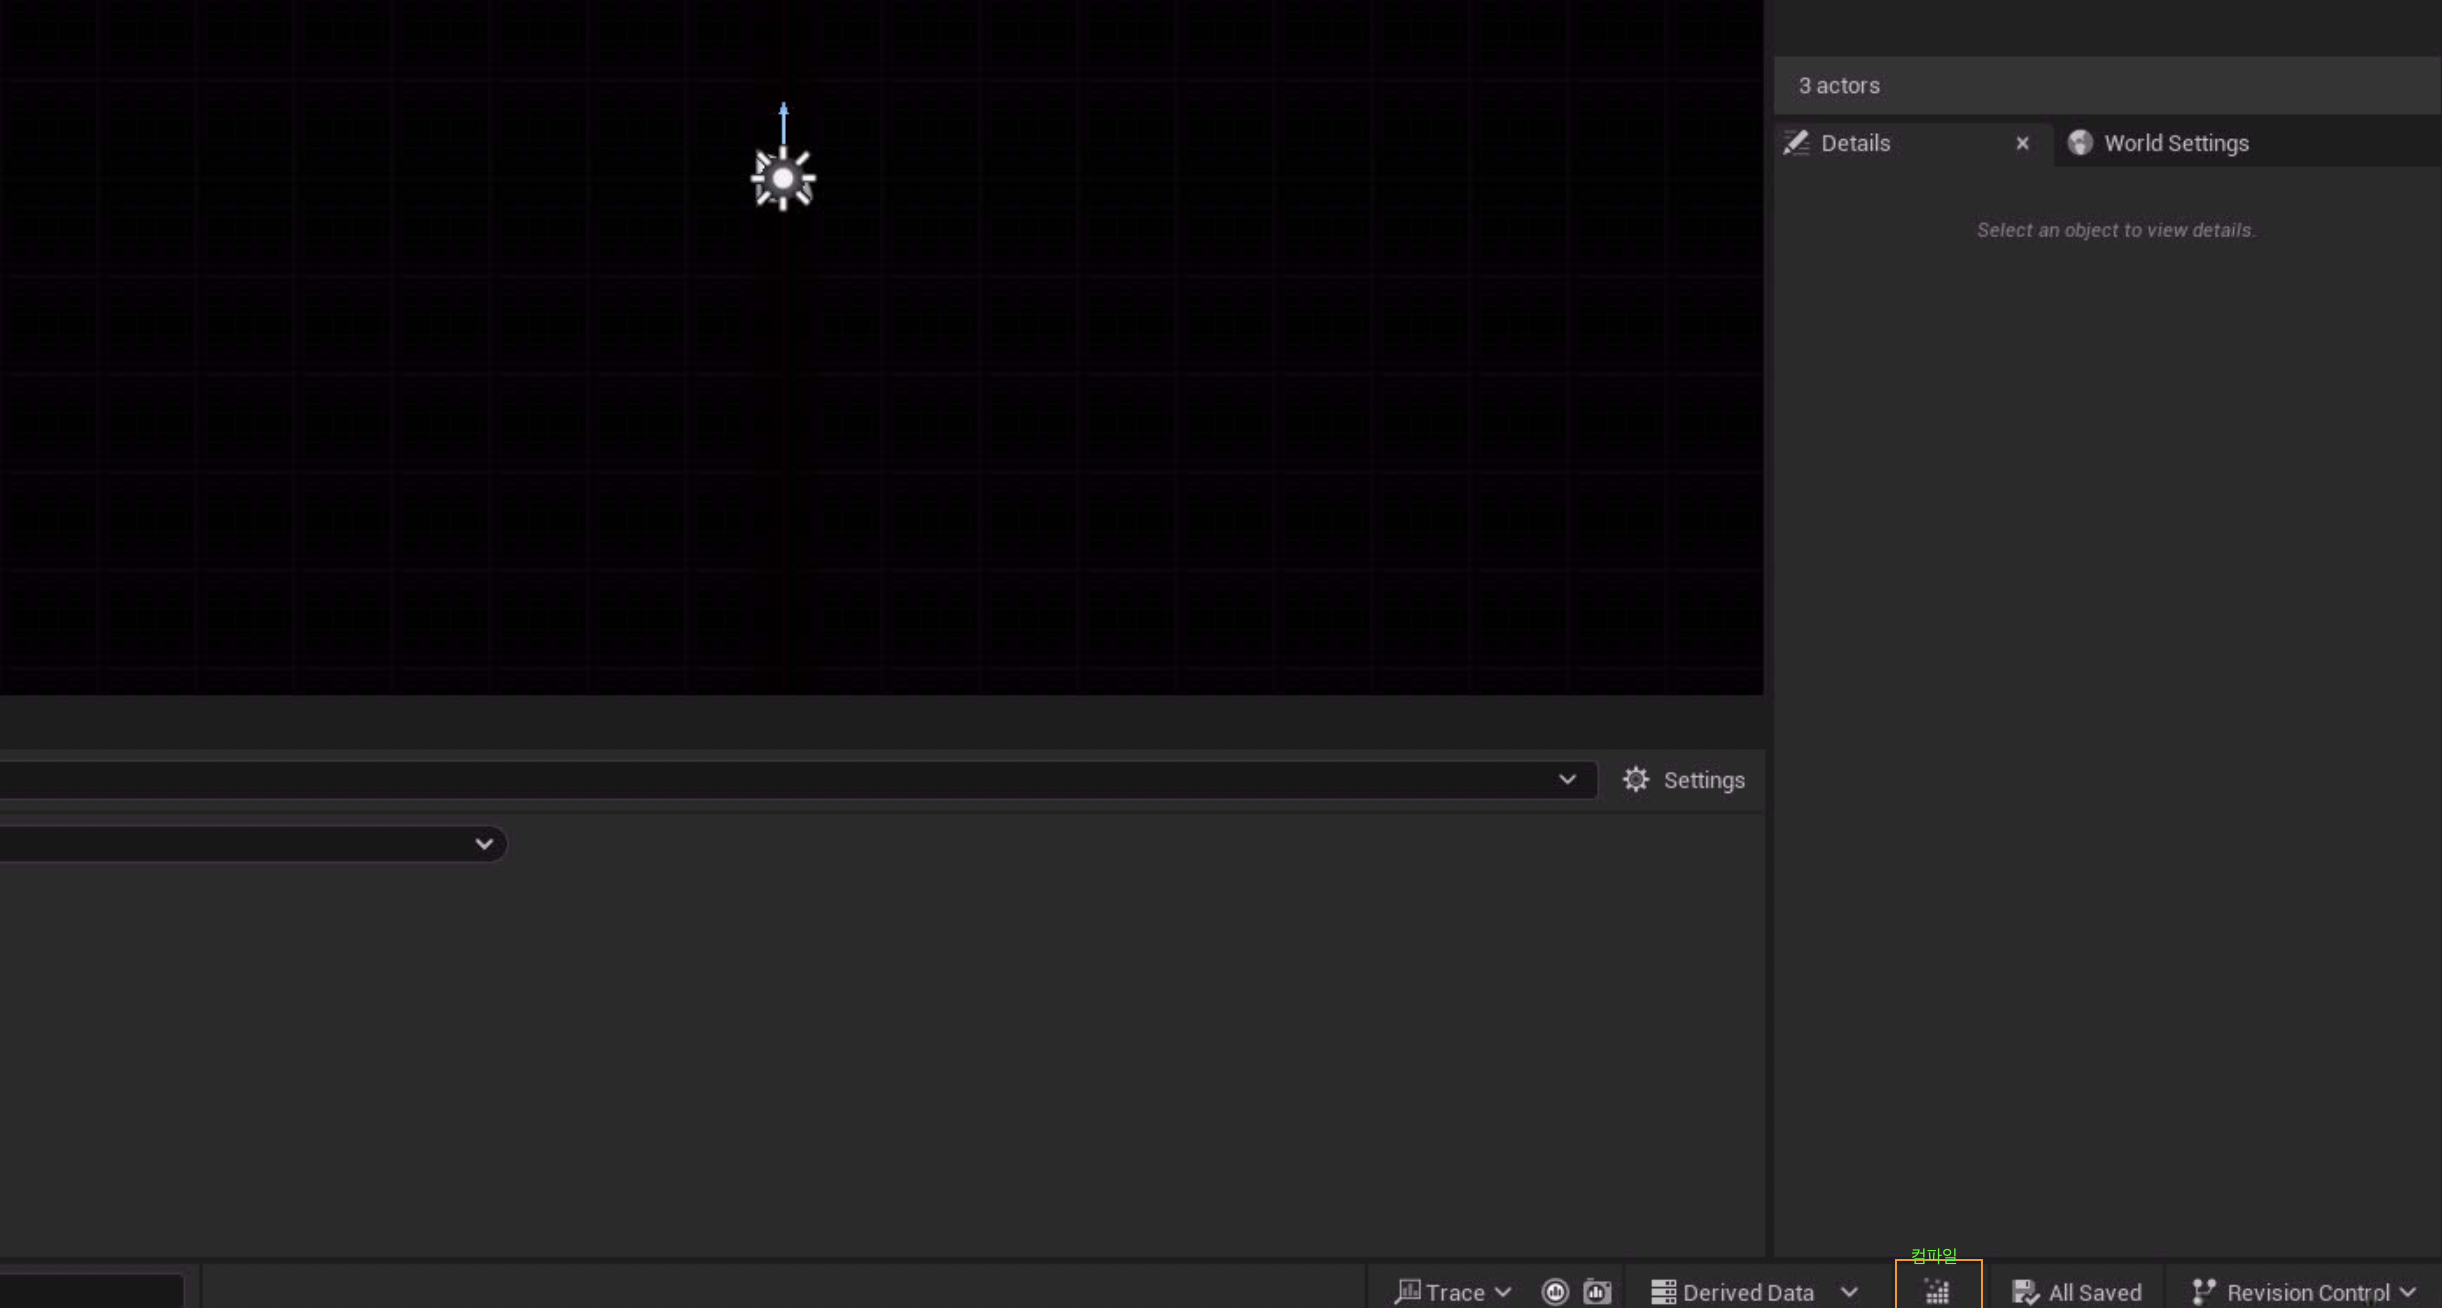 3 actors
Details
World Settings
Select an object to view details.
Settings
컴파일
Trace
Derived Data
All Saved
Revision Control